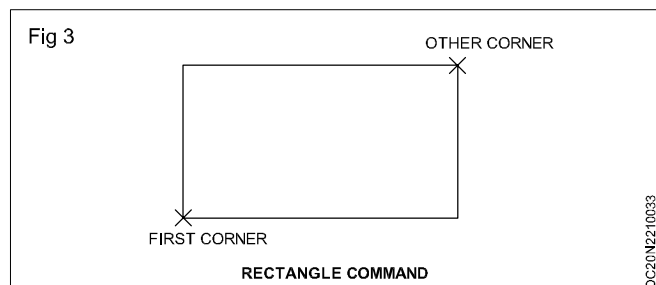 Fig 3
OTHER CORNER
FIRST CORNER
RECTANGLE COMMAND
DC20N2210033